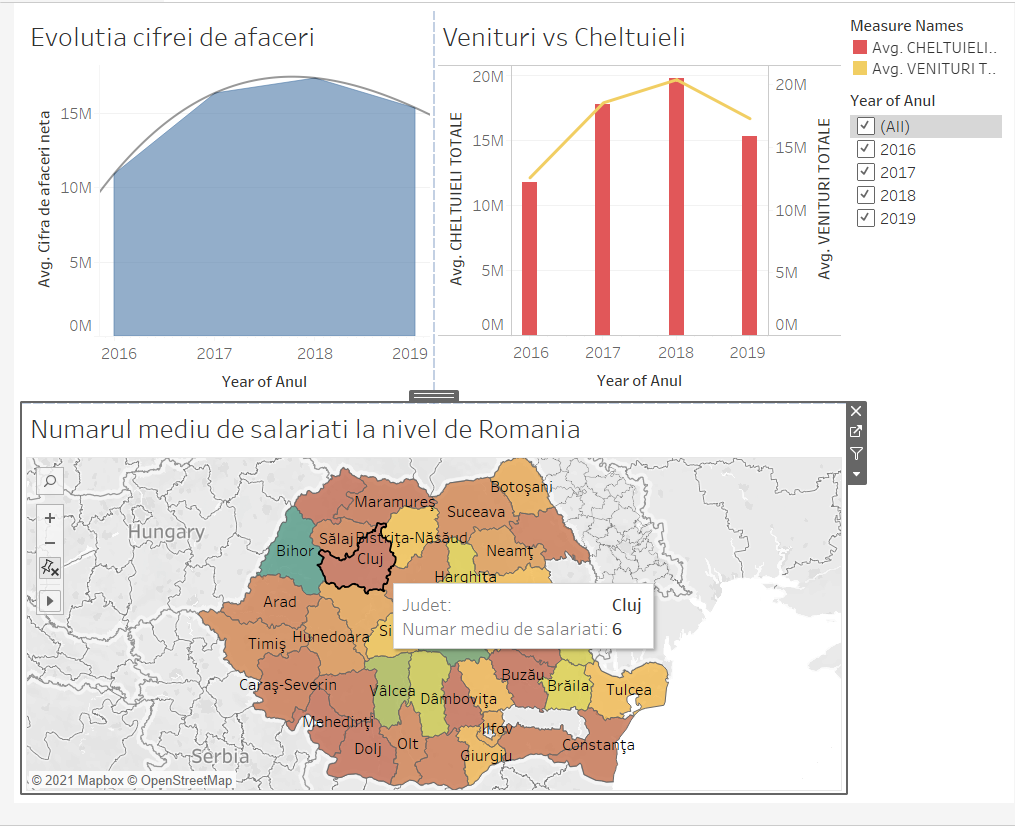 Evolutia cifrei de afaceri
Avg. Cifra de afaceri neta
15M
10M
5M
0M
2016 2017 2018 2019
Year of Anul
Venituri vs Cheltuieli
Avg. CHELTUIELI TOTALE
20M
15M
10M
5M
0M
20M
15M
10M
5M
0M
Avg. VENITURI TOTALE
2016 2017 2018 2019
Year of Anul
Measure Names
Avg. CHELTUIELI..
Avg. VENITURI T..
Year of Anul
(All)
2016
2017
2018
2019
Numarul mediu de salariati la nivel de Romania
Hungary
Maramureş
Botoşani
Suceava
Sălaj
Bistriţa-Năsăud
Bihor
Cluj
Neamţ
Harghita
Arad
Judet: Cluj
Numar mediu de salariati: 6
Timiş
Hunedoara
Si
Caraş-Severin
Vâlcea
Dâmboviţa
Buzău
Brăila
Tulcea
Mehedinţi
Ilfov
Dolj
Olt
Giurgiu
Constanţa
Serbia
© 2021 Mapbox © OpenStreetMap